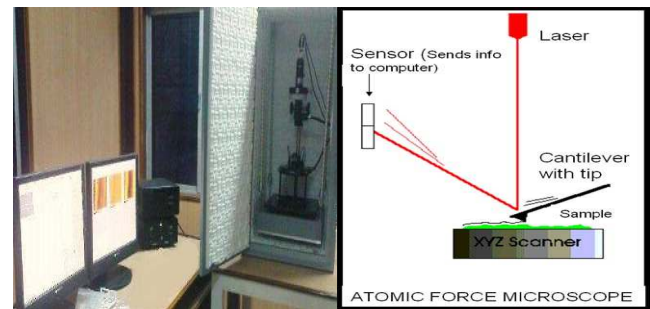 Laser
Sensor (Sends info
to computer)
Cantilever
with tip
Sample
XYZ Scanner
ATOMIC FORCE MICROSCOPE